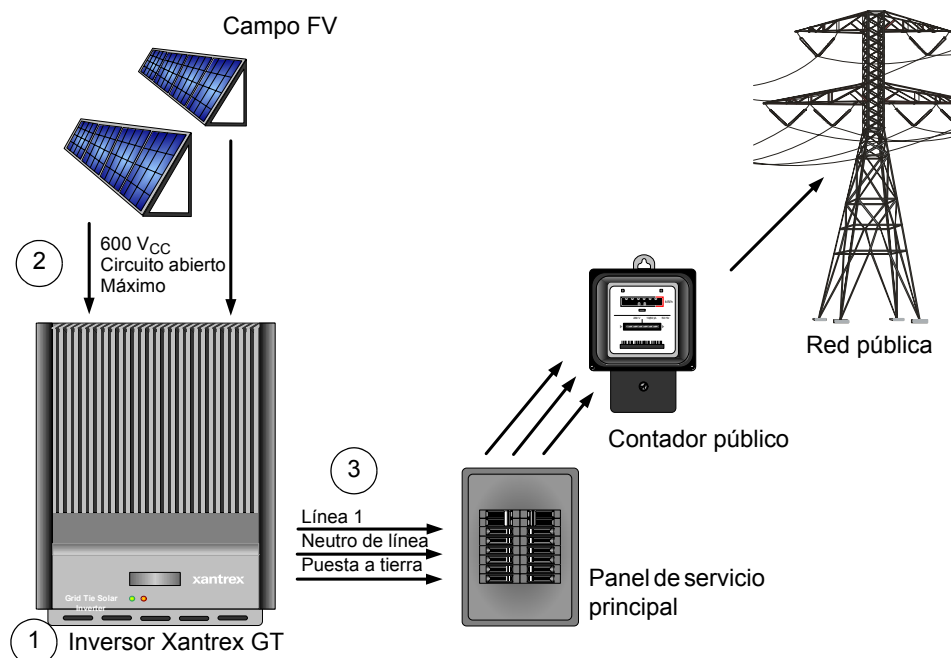 Campo FV
2
600 VCC
Circuito abierto
Máximo
Red pública
Contador público
3
Línea 1
Neutro de línea
Puesta a tierra
xantrex
Grid Tie Solar
Inverter
Panel de servicio
principal
1
Inversor Xantrex GT